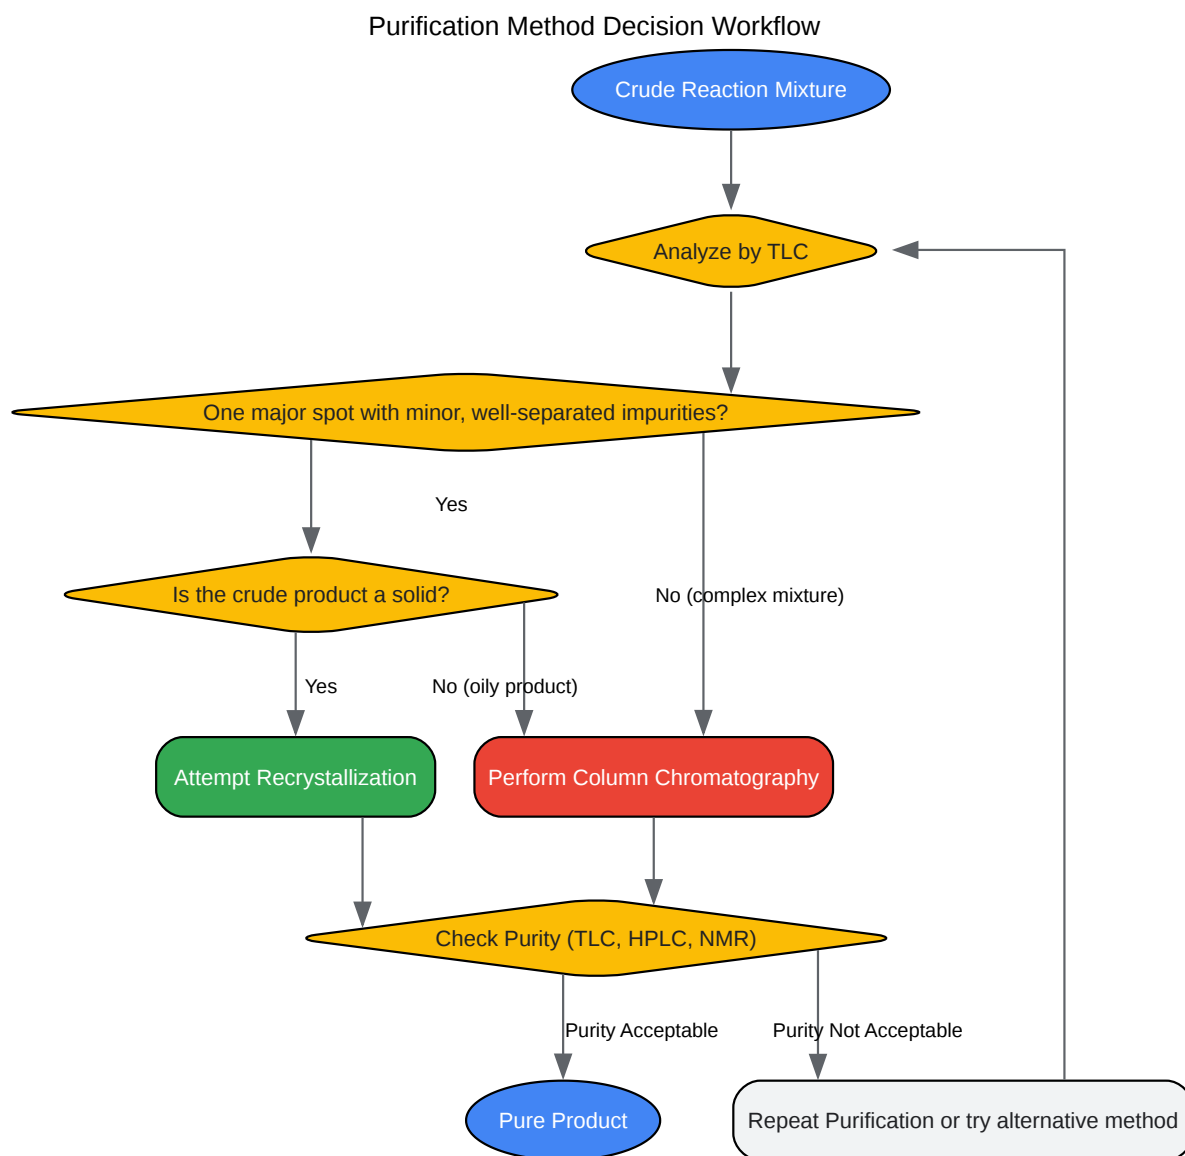 Purification Method Decision Workflow
Crude Reaction Mixture
Analyze by TLC
One major spot with minor, well-separated impurities?
Yes
Is the crude product a solid?
No (complex mixture)
Yes
No (oily product)
Attempt Recrystallization
Perform Column Chromatography
Check Purity (TLC, HPLC, NMR)
Purity Acceptable
Purity Not Acceptable
Pure Product
Repeat Purification or try alternative method